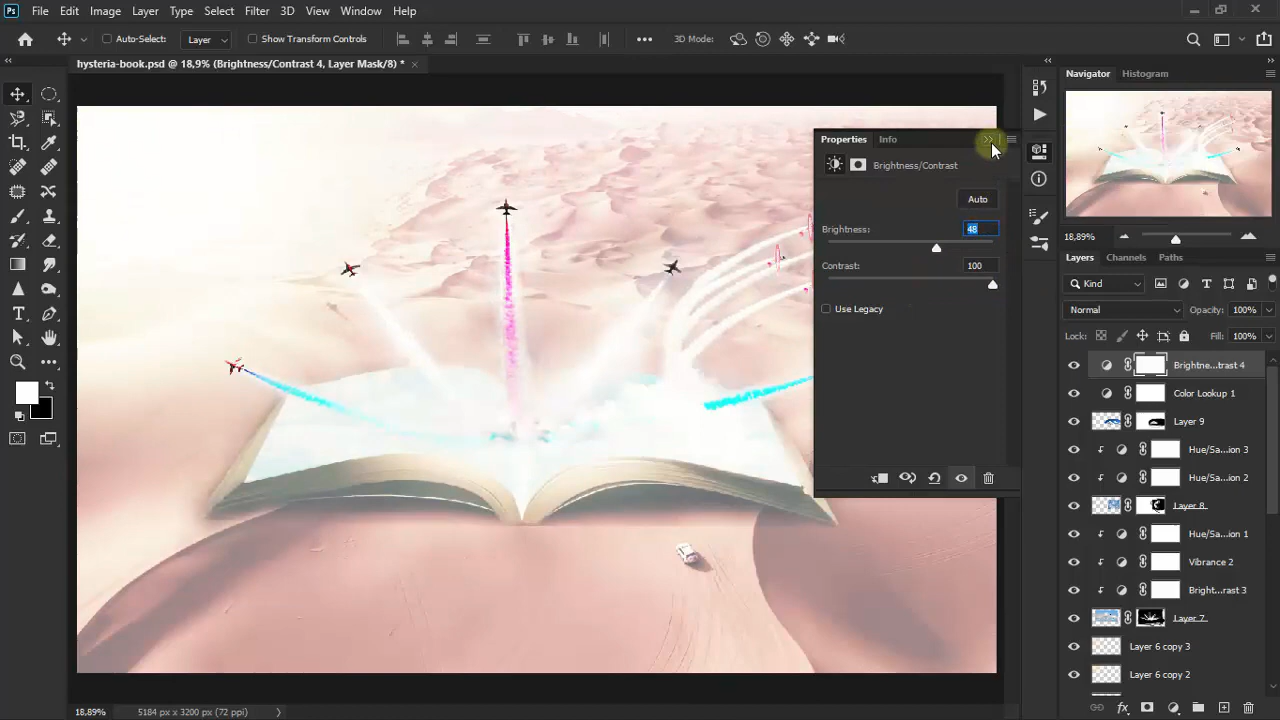 Ps File Edit Image Layer Type Select Filter 3D View Window Help
Auto-Select: Layer Show Transform Controls 3D Mode:
hysteria-book.psd @ 18,9% (Brightness/Contrast 4, Layer Mask/8) *
Properties Info
Brightness/Contrast
Auto
Brightness: 48
Contrast: 100
Use Legacy
Navigator Histogram
18,89%
Layers Channels Paths
Kind
Normal Opacity: 100%
Lock: Fill: 100%
Brightne...trast 4
Color Lookup 1
Layer 9
Hue/Sa...ion 3
Hue/Sa...ion 2
Layer 8
Hue/Sa...ion 1
Vibrance 2
Bright...rast 3
Layer 7
Layer 6 copy 3
Layer 6 copy 2
18,89% 5184 px x 3200 px (72 ppi)